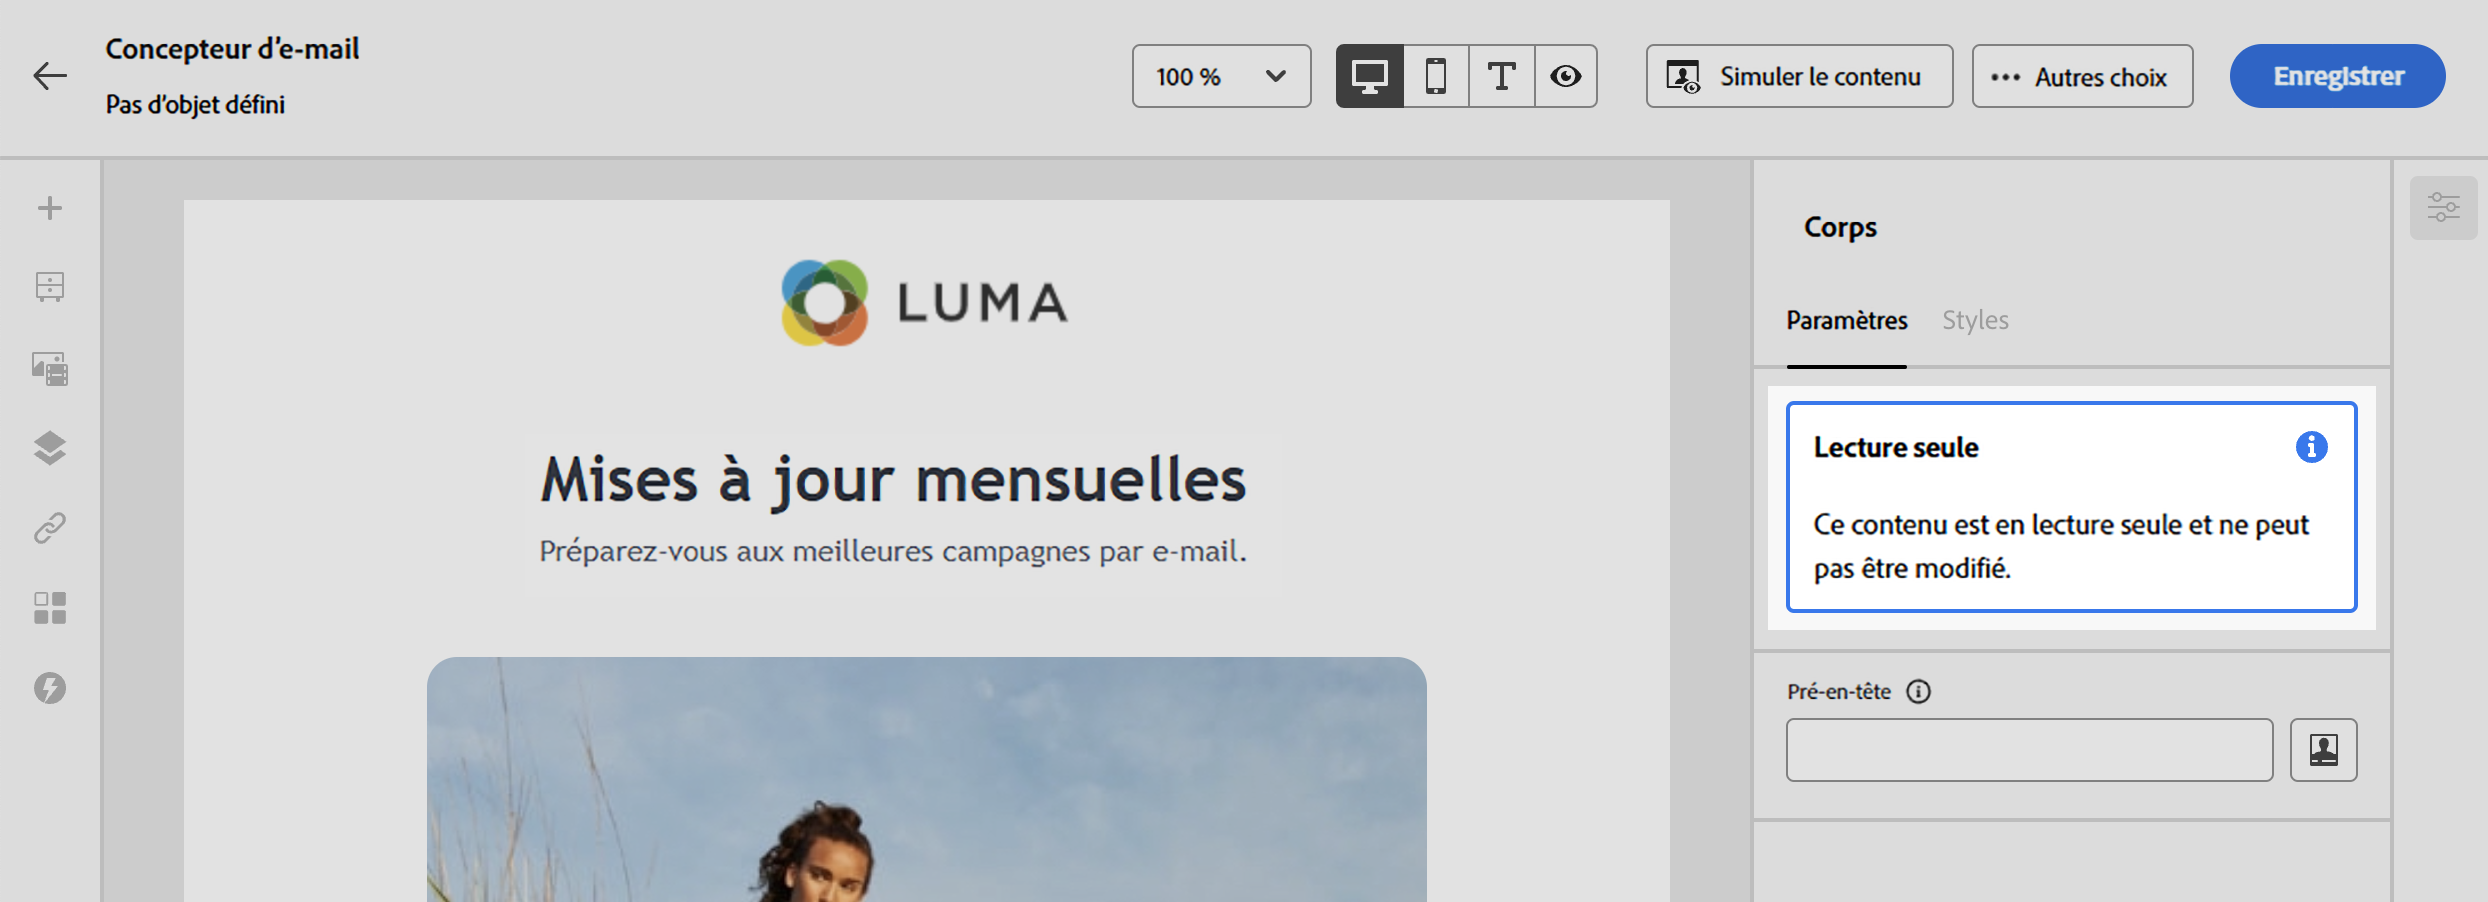 Concepteur d’e-mail
Pas d’objet défini
100 %
Simuler le contenu
Autres choix
Enregistrer
LUMA
Mises à jour mensuelles
Préparez-vous aux meilleures campagnes par e-mail.
Corps
Paramètres
Styles
Lecture seule
Ce contenu est en lecture seule et ne peut
pas être modifié.
Pré-en-tête